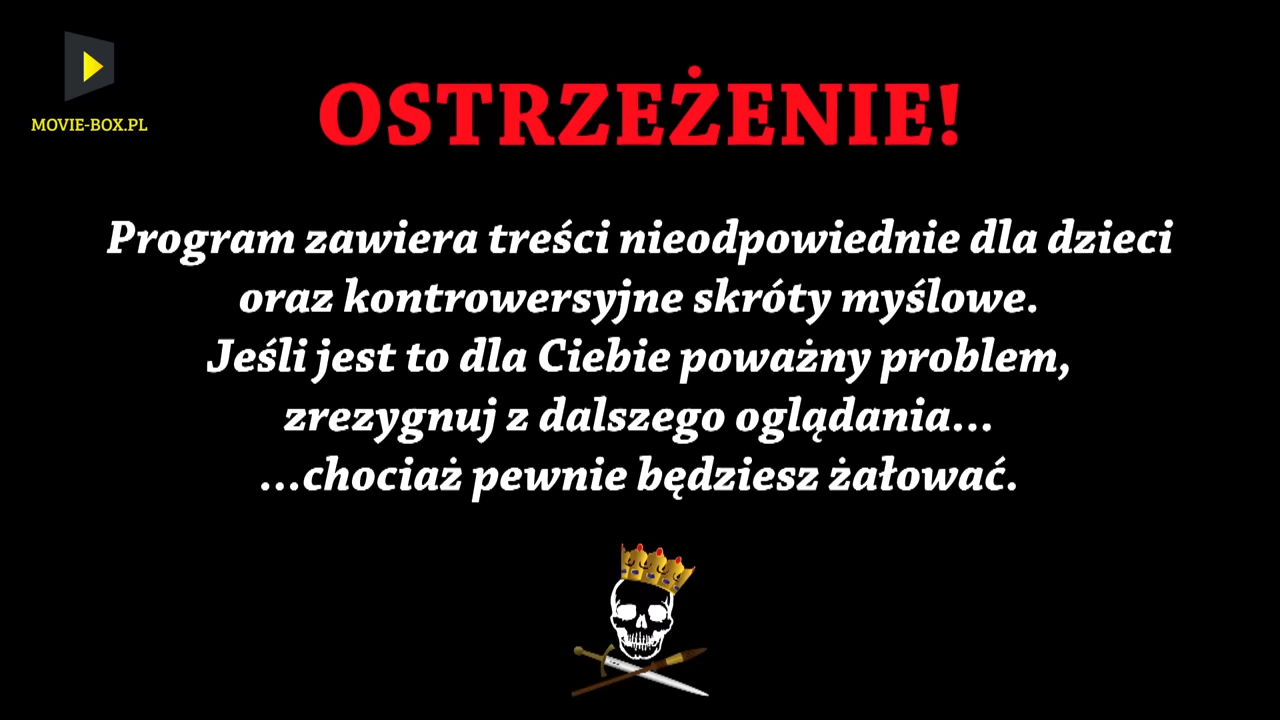 MOVIE-BOX.PL
OSTRZEŻENIE!
Program zawiera treści nieodpowiednie dla dzieci
oraz kontrowersyjne skróty myślowe.
Jeśli jest to dla Ciebie poważny problem,
zrezygnuj z dalszego oglądania...
...chociaż pewnie będziesz żałować.